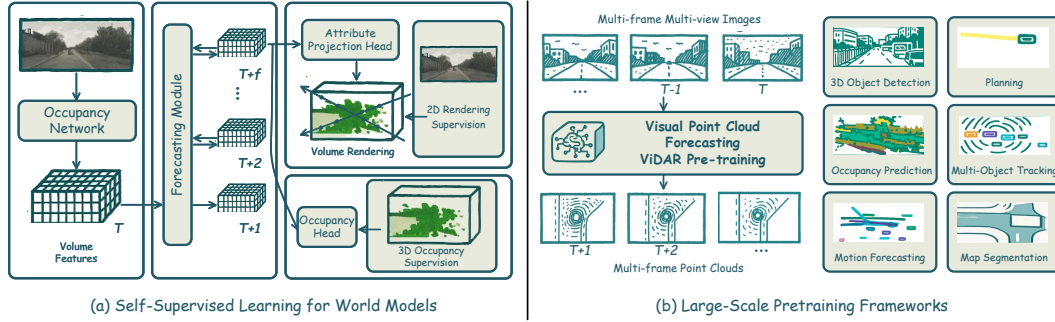 Occupancy
Network
T
Volume
Features
Forecasting Module
T+f
T+2
T+1
Attribute
Projection Head
Volume Rendering
2D Rendering
Supervision
Occupancy
Head
3D Occupancy
Supervision
(a) Self-Supervised Learning for World Models
Multi-frame Multi-view Images
... T-1 T
Visual Point Cloud
Forecasting
ViDAR Pre-training
T+1 T+2 ...
Multi-frame Point Clouds
3D Object Detection
Planning
Occupancy Prediction
Multi-Object Tracking
Motion Forecasting
Map Segmentation
(b) Large-Scale Pretraining Frameworks